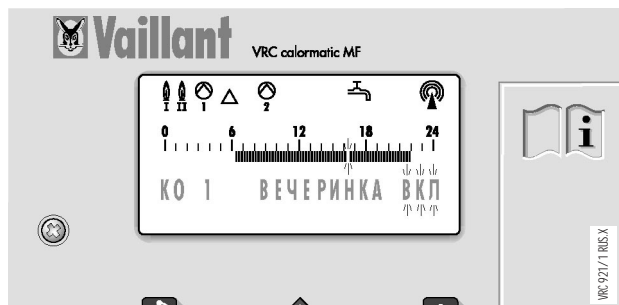 Vaillant
VRC calormatic MF
I II 1 2
0 6 12 18 24
КО 1 ВЕЧЕРИНКА ВКЛ
i
VRC 921/1 RUS.X